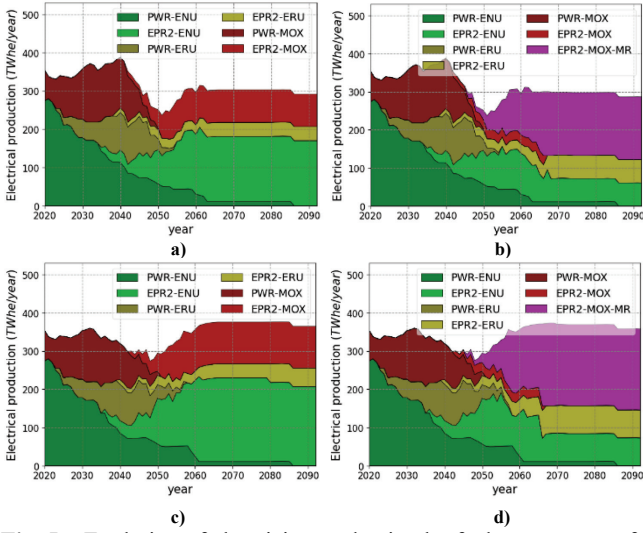 Electrical production (TWhe/year)
500
400
300
200
100
0
PWR-ENU EPR2-ERU
EPR2-ENU PWR-MOX
PWR-ERU EPR2-MOX
2020 2030 2040 2050 2060 2070 2080 2090
year
a)
Electrical production (TWhe/year)
500
400
300
200
100
0
PWR-ENU PWR-MOX
EPR2-ENU EPR2-MOX
PWR-ERU EPR2-MOX-MR
EPR2-ERU
2020 2030 2040 2050 2060 2070 2080 2090
year
b)
Electrical production (TWhe/year)
500
400
300
200
100
0
PWR-ENU EPR2-ERU
EPR2-ENU PWR-MOX
PWR-ERU EPR2-MOX
2020 2030 2040 2050 2060 2070 2080 2090
year
c)
Electrical production (TWhe/year)
500
400
300
200
100
0
PWR-ENU PWR-MOX
EPR2-ENU EPR2-MOX
PWR-ERU EPR2-MOX-MR
EPR2-ERU
2020 2030 2040 2050 2060 2070 2080 2090
year
d)